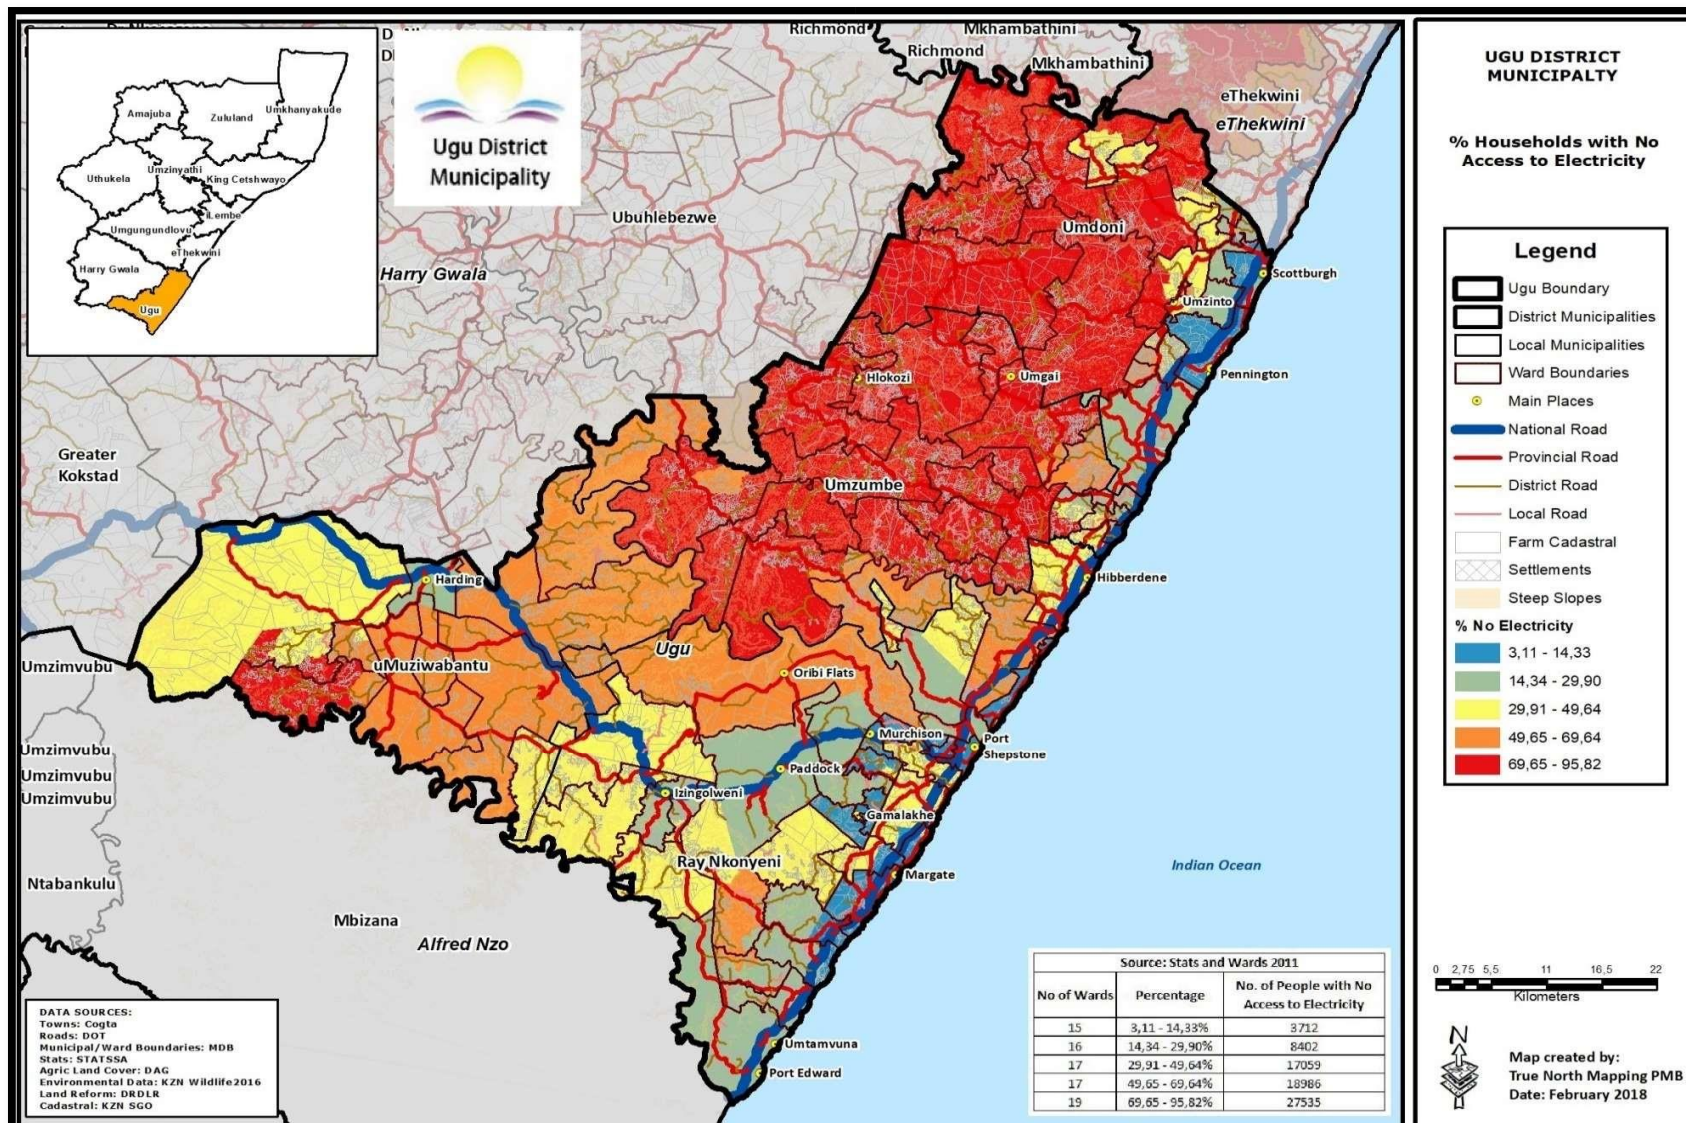 Amajuba
Zululand
Umkhanyakude
Uthukela
Umzinyathi
King Cetshwayo
iLembe
Umgungundlovu
eThekwini
Harry Gwala
Ugu
Ugu District
Municipality
Richmond
Mkhambathini
Richmond
Mkhambathini
eThekwini
eThekwini
Ubuhlebezwe
Harry Gwala
Umdoni
Scottburgh
Umzinto
Pennington
Hlokozi
Umgai
Greater
Kokstad
Umzumbe
Harding
Hibberdene
Umzimvubu
uMuziwabantu
Ugu
Oribi Flats
Umzimvubu
Umzimvubu
Umzimvubu
Murchison
Port
Shepstone
Paddock
Izingolweni
Gamalakhe
Ray Nkonyeni
Margate
Indian Ocean
Ntabankulu
Mbizana
Alfred Nzo
Umtamvuna
Port Edward
DATA SOURCES:
Towns: Cogta
Roads: DOT
Municipal/Ward Boundaries: MDB
Stats: STATSSA
Agric Land Cover: DAG
Environmental Data: KZN Wildlife2016
Land Reform: DRDLR
Cadastral: KZN SGO
Source: Stats and Wards 2011
No of Wards Percentage No. of People with No
Access to Electricity
15 3,11 - 14,33% 3712
16 14,34 - 29,90% 8402
17 29,91 - 49,64% 17059
17 49,65 - 69,64% 18986
19 69,65 - 95,82% 27535
UGU DISTRICT
MUNICIPALTY
% Households with No
Access to Electricity
Legend
Ugu Boundary
District Municipalities
Local Municipalities
Ward Boundaries
Main Places
National Road
Provincial Road
District Road
Local Road
Farm Cadastral
Settlements
Steep Slopes
% No Electricity
3,11 - 14,33
14,34 - 29,90
29,91 - 49,64
49,65 - 69,64
69,65 - 95,82
0 2,75 5,5 11 16,5 22
Kilometers
N
Map created by:
True North Mapping PMB
Date: February 2018